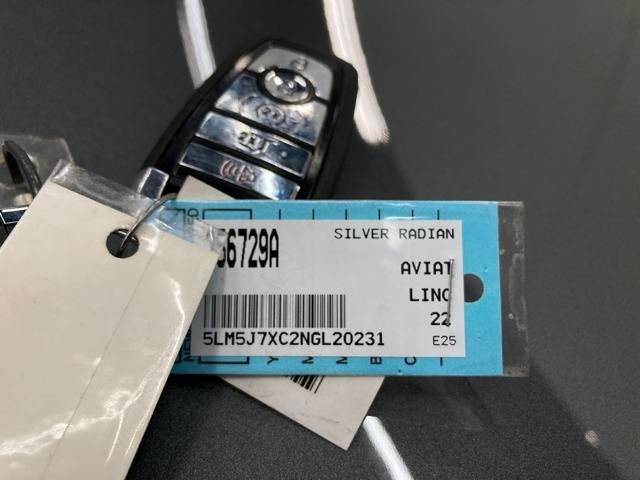 56729A
SILVER RADIAN
AVIAT
LINC
22
5LM5J7XC2NGL20231
E25